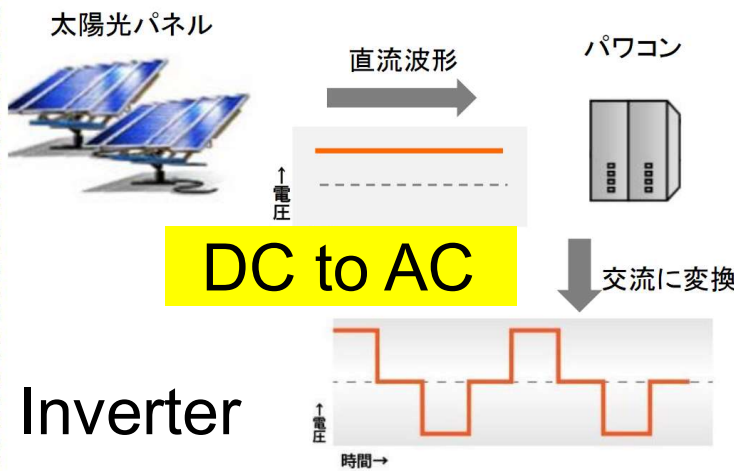 太陽光パネル
直流波形
パワコン
↑電圧
DC to AC
交流に変換
Inverter
↑電圧
時間→